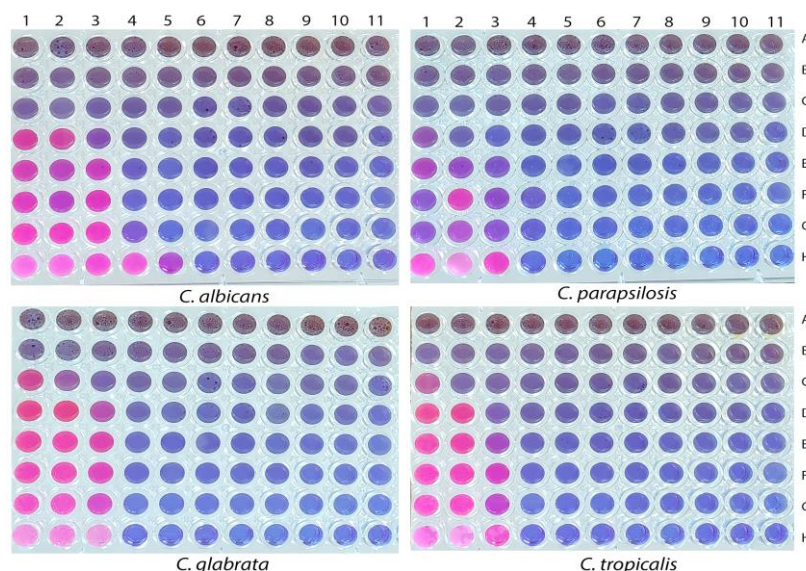 1 2 3 4 5 6 7 8 9 10 11 1 2 3 4 5 6 7 8 9 10 11
A
B
C
D
E
F
G
H
C. albicans C. parapsilosis
A
B
C
D
E
F
G
H
C. glabrata C. tropicalis